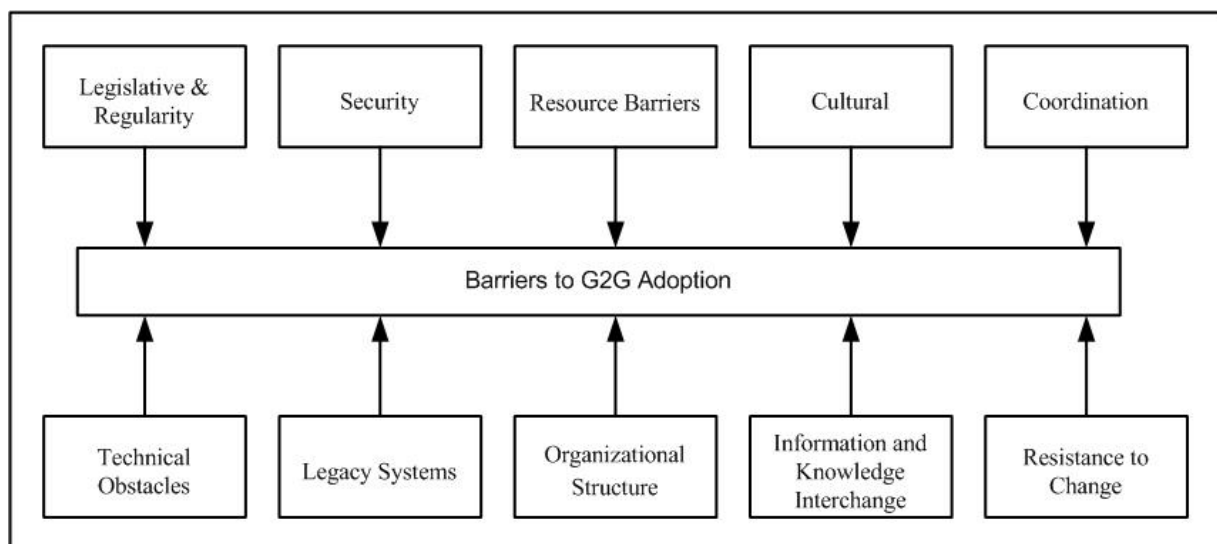 Legislative &
Regularity
Security
Resource Barriers
Cultural
Coordination
Barriers to G2G Adoption
Technical
Obstacles
Legacy Systems
Organizational
Structure
Information and
Knowledge
Interchange
Resistance to
Change